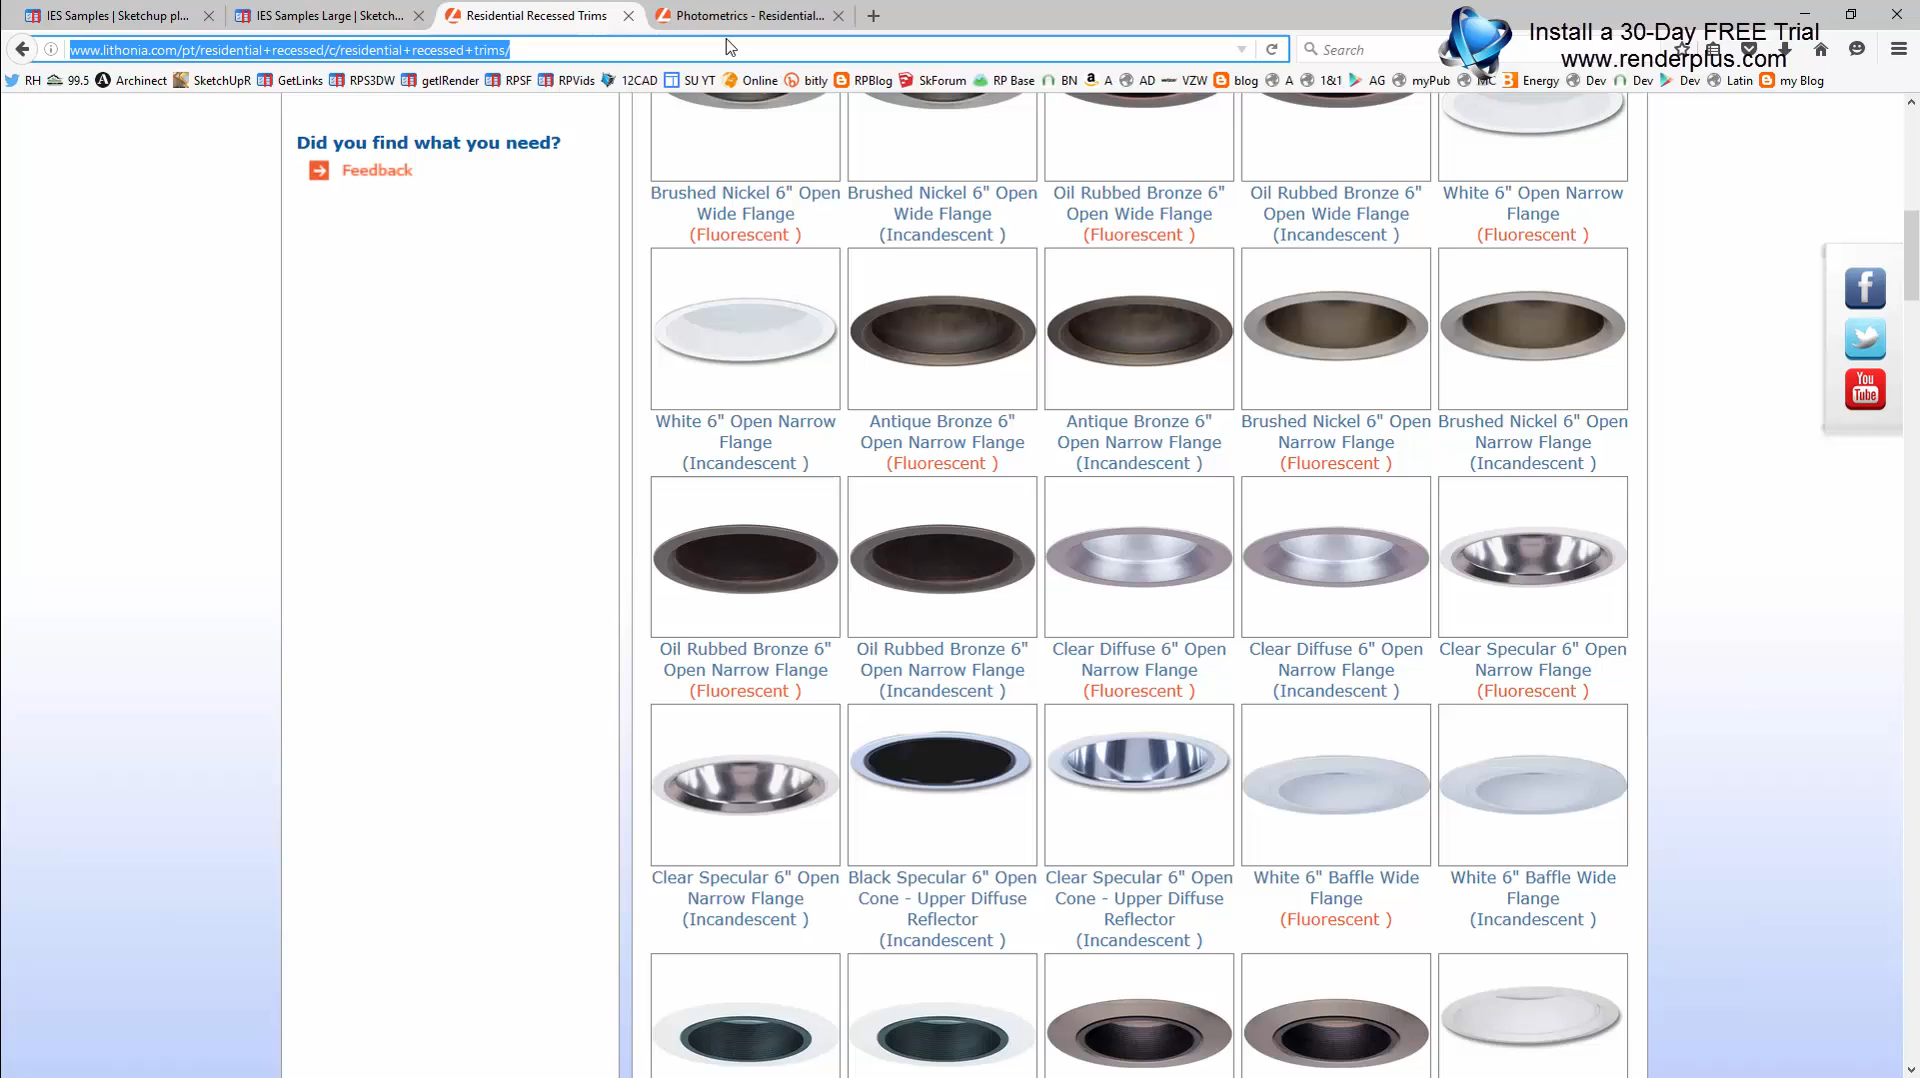 IES Samples | Sketchup pl...
IES Samples Large | Sketch...
Residential Recessed Trims
Photometrics - Residential...
www.lithonia.com/pt/residential+recessed/c/residential+recessed+trims/
Search
Install a 30-Day FREE Trial
www.renderplus.com
RH 99.5 Archinect SketchUpR GetLinks RPS3DW getIRender RPSF RPVids 12CAD SU YT Online bitly RPBlog SkForum RP Base BN A AD VZW blog A 1&1 AG myPub MC Energy Dev Dev Dev Latin my Blog
Did you find what you need?
Feedback
Brushed Nickel 6" Open
Wide Flange
(Fluorescent )
Brushed Nickel 6" Open
Wide Flange
(Incandescent )
Oil Rubbed Bronze 6"
Open Wide Flange
(Fluorescent )
Oil Rubbed Bronze 6"
Open Wide Flange
(Incandescent )
White 6" Open Narrow
Flange
(Fluorescent )
White 6" Open Narrow
Flange
(Incandescent )
Antique Bronze 6"
Open Narrow Flange
(Fluorescent )
Antique Bronze 6"
Open Narrow Flange
(Incandescent )
Brushed Nickel 6" Open
Narrow Flange
(Fluorescent )
Brushed Nickel 6" Open
Narrow Flange
(Incandescent )
Oil Rubbed Bronze 6"
Open Narrow Flange
(Fluorescent )
Oil Rubbed Bronze 6"
Open Narrow Flange
(Incandescent )
Clear Diffuse 6" Open
Narrow Flange
(Fluorescent )
Clear Diffuse 6" Open
Narrow Flange
(Incandescent )
Clear Specular 6" Open
Narrow Flange
(Fluorescent )
Clear Specular 6" Open
Narrow Flange
(Incandescent )
Black Specular 6" Open
Cone - Upper Diffuse
Reflector
(Incandescent )
Clear Specular 6" Open
Cone - Upper Diffuse
Reflector
(Incandescent )
White 6" Baffle Wide
Flange
(Fluorescent )
White 6" Baffle Wide
Flange
(Incandescent )
You
Tube